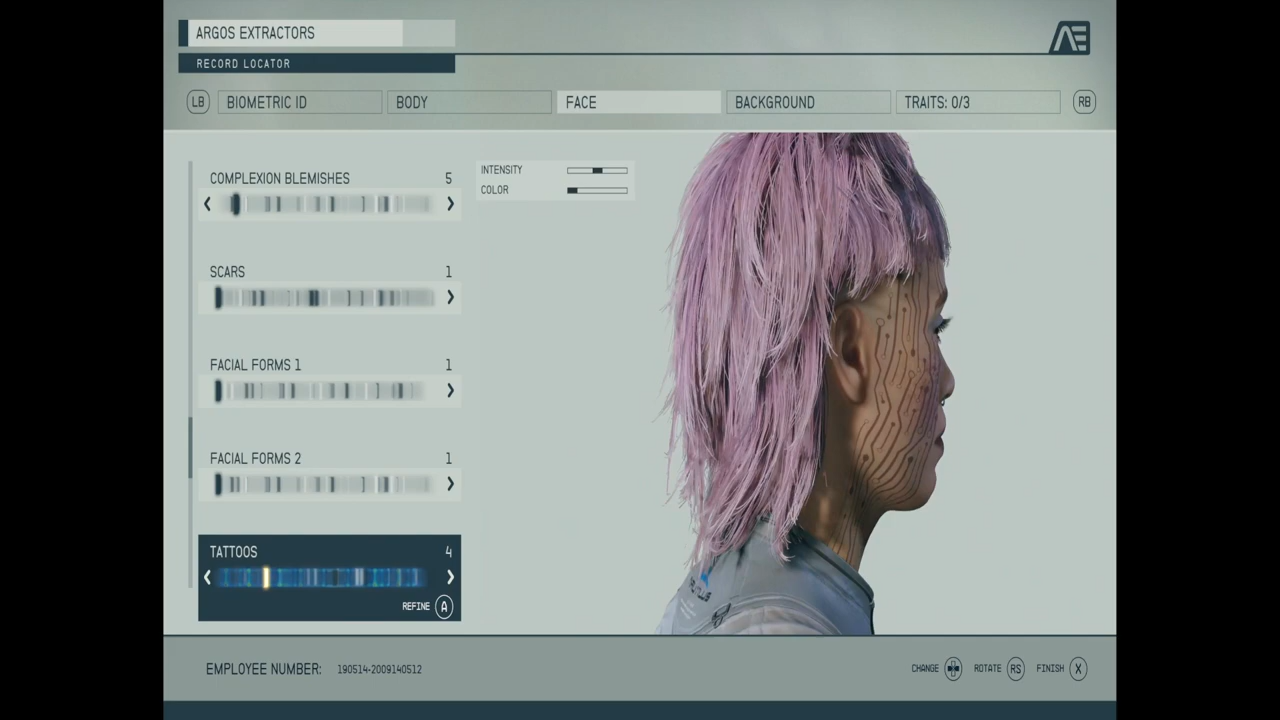 ARGOS EXTRACTORS
RECORD LOCATOR
AE
LB BIOMETRIC ID BODY FACE BACKGROUND TRAITS: 0/3 RB
COMPLEXION BLEMISHES 5
INTENSITY
COLOR
SCARS 1
FACIAL FORMS 1 1
FACIAL FORMS 2 1
TATTOOS 4
REFINE A
EMPLOYEE NUMBER: 190514-2009140512
CHANGE ROTATE RS FINISH X